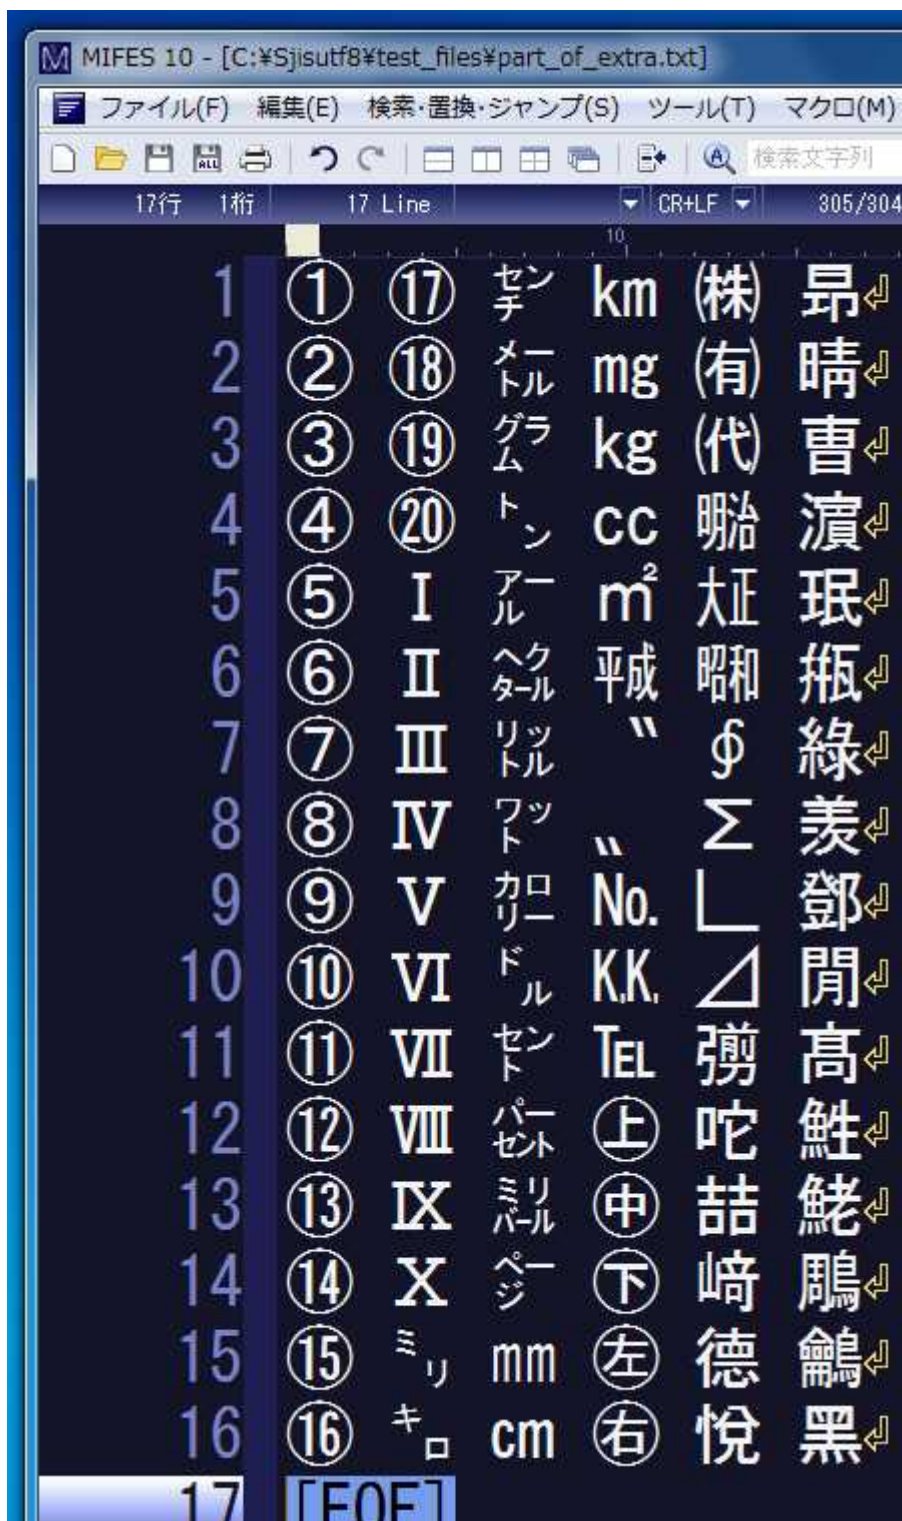 MIFES 10 - [C:¥Sjisutf8¥test_files¥part_of_extra.txt]
ファイル(F) 編集(E) 検索・置換・ジャンプ(S) ツール(T) マクロ(M)
検索文字列
17行 1桁 17 Line CR+LF 305/304
10
1 ① ⑰ ㌢ ㎞ ㈱ 昻
2 ② ⑱ ㍍ ㎎ ㈲ 晴
3 ③ ⑲ ㌘ ㎏ ㈹ 曺
4 ④ ⑳ ㌧ ㏄ ㍾ 濵
5 ⑤ Ⅰ ㌃ ㎡ ㍽ 珉
6 ⑥ Ⅱ ㌶ ㍻ ㍼ 缾
7 ⑦ Ⅲ ㍑ 〝 ∮ 綠
8 ⑧ Ⅳ ㍗ 〟 ∑ 羡
9 ⑨ Ⅴ ㌍ № ∟ 鄧
10 ⑩ Ⅵ ㌦ ㏍ ⊿ 閒
11 ⑪ Ⅶ ㌣ ℡ 彅 髙
12 ⑫ Ⅷ ㌫ ㊤ 咜 鮏
13 ⑬ Ⅸ ㍊ ㊥ 喆 鮱
14 ⑭ Ⅹ ㌻ ㊦ 﨑 鵰
15 ⑮ ㍉ ㎜ ㊧ 德 鸙
16 ⑯ ㌔ ㎝ ㊨ 悅 黑
17 [EOF]